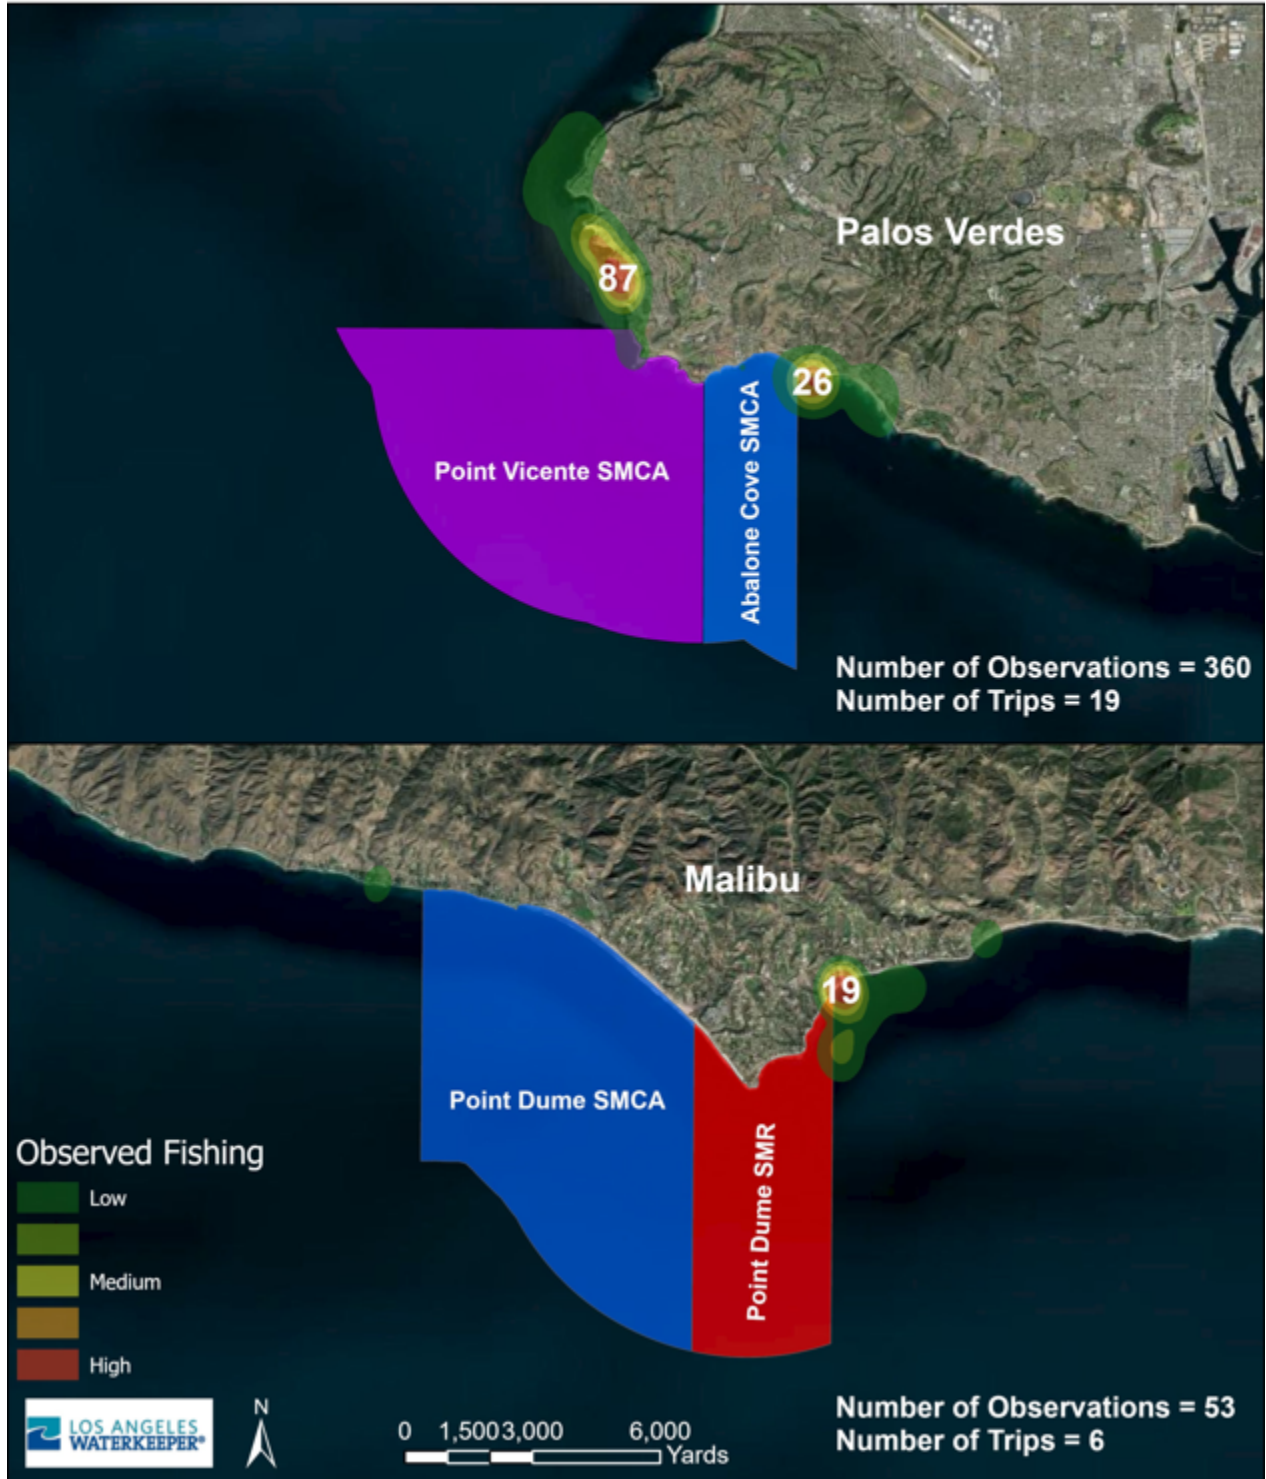 Palos Verdes
87
26
Point Vicente SMCA
Abalone Cove SMCA
Number of Observations = 360
Number of Trips = 19
Malibu
19
Point Dume SMCA
Point Dume SMR
Observed Fishing
Low
Medium
High
LOS ANGELES
WATERKEEPER®
N
0 1,500 3,000 6,000
Yards
Number of Observations = 53
Number of Trips = 6